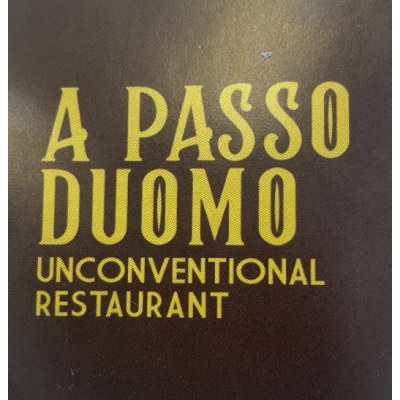 A PASSO
DUOMO
UNCONVENTIONAL
RESTAURANT